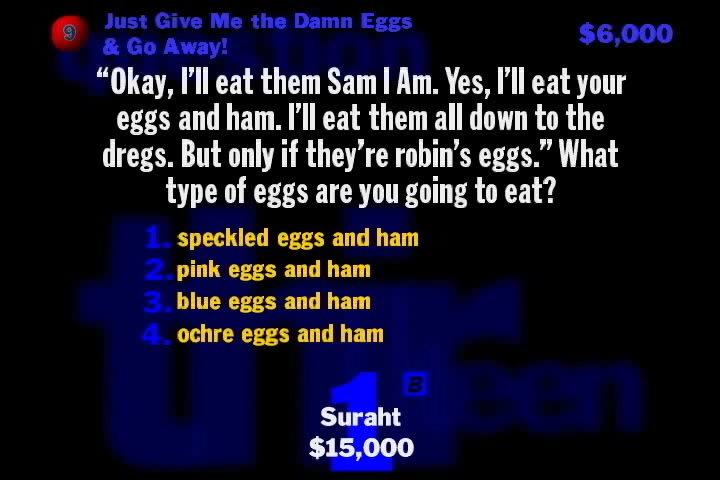 9
Just Give Me the Damn Eggs
& Go Away!
$6,000
“Okay, I’ll eat them Sam I Am. Yes, I’ll eat your
eggs and ham. I’ll eat them all down to the
dregs. But only if they’re robin’s eggs.” What
type of eggs are you going to eat?
1. speckled eggs and ham
2. pink eggs and ham
3. blue eggs and ham
4. ochre eggs and ham
1
B
Suraht
$15,000